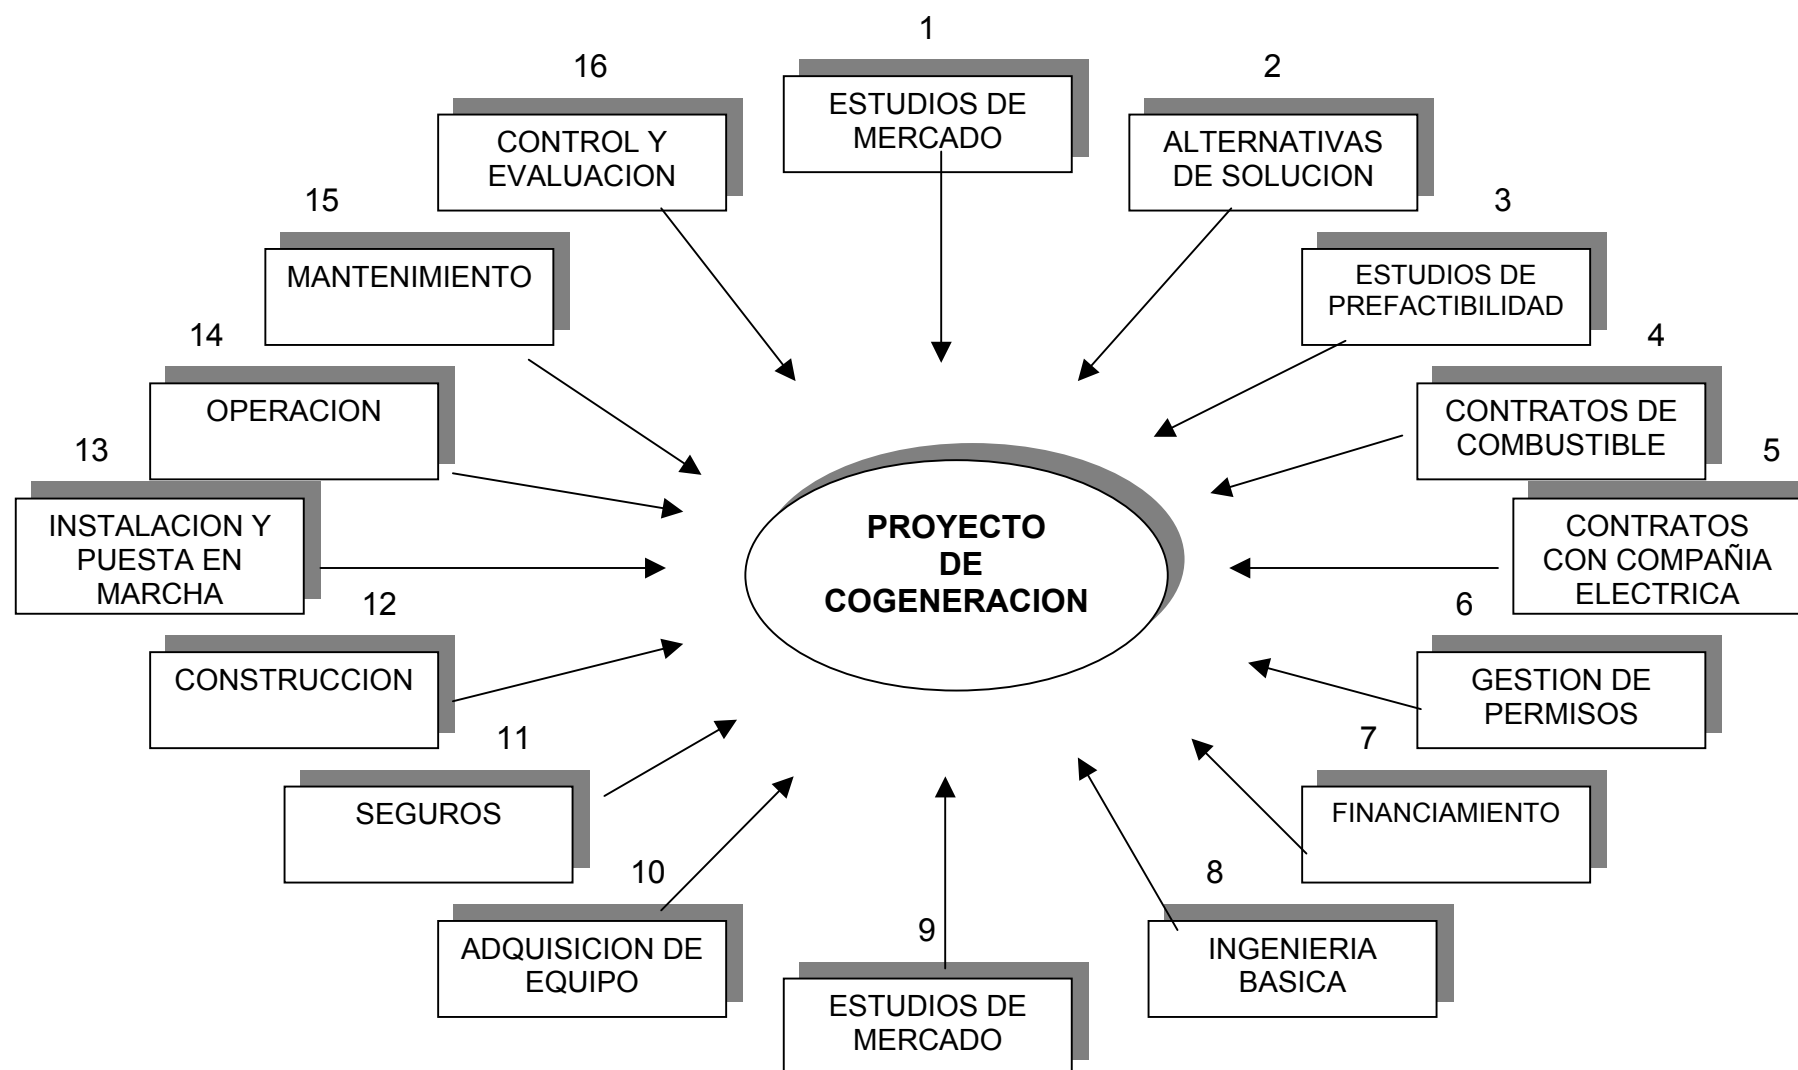 1
ESTUDIOS DE
MERCADO
2
ALTERNATIVAS
DE SOLUCION
3
ESTUDIOS DE
PREFACTIBILIDAD
4
CONTRATOS DE
COMBUSTIBLE
5
CONTRATOS
CON COMPAÑIA
ELECTRICA
6
GESTION DE
PERMISOS
7
FINANCIAMIENTO
8
INGENIERIA
BASICA
9
ESTUDIOS DE
MERCADO
10
ADQUISICION DE
EQUIPO
11
SEGUROS
12
CONSTRUCCION
13
INSTALACION Y
PUESTA EN
MARCHA
14
OPERACION
15
MANTENIMIENTO
16
CONTROL Y
EVALUACION
PROYECTO
DE
COGENERACION